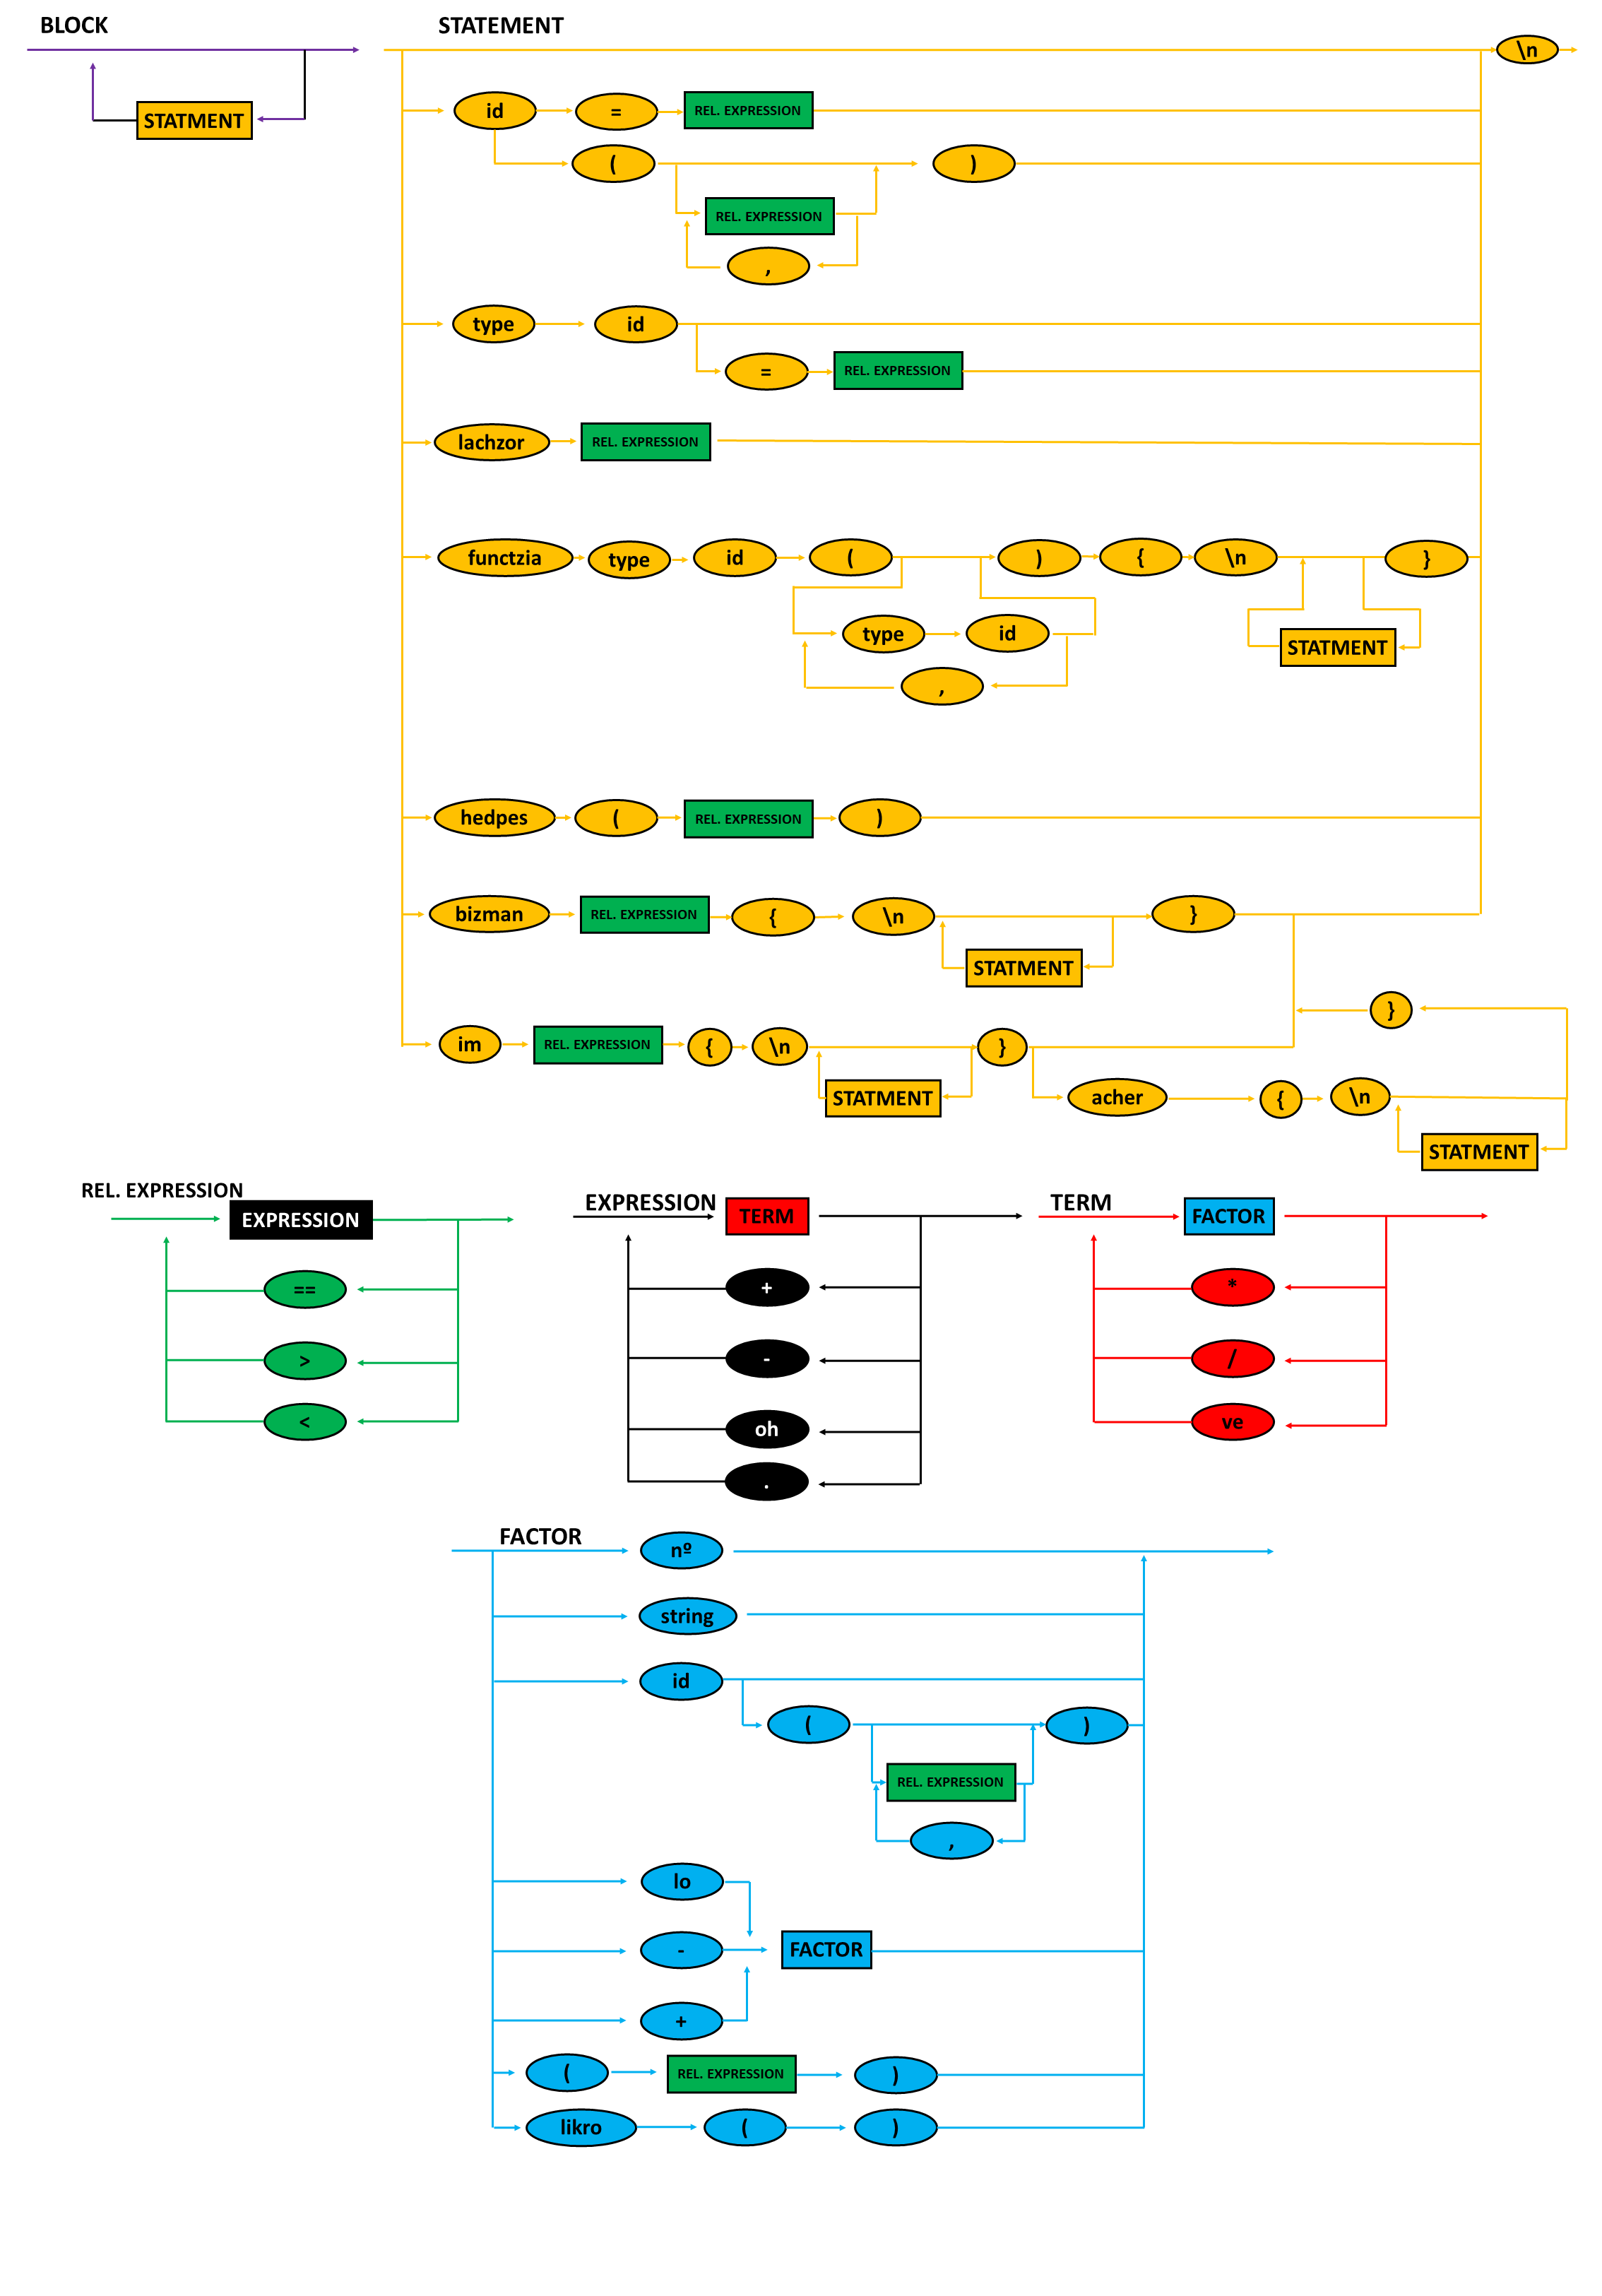 BLOCK
STATMENT
STATEMENT
\n
id = REL. EXPRESSION
( )
REL. EXPRESSION
,
type id
= REL. EXPRESSION
lachzor REL. EXPRESSION
functzia type id ( ) { \n }
type id STATMENT
,
hedpes ( REL. EXPRESSION )
bizman REL. EXPRESSION { \n }
STATMENT
}
im REL. EXPRESSION { \n }
STATMENT acher { \n
STATMENT
REL. EXPRESSION
EXPRESSION
==
>
<
EXPRESSION
TERM
+
-
oh
.
TERM
FACTOR
*
/
ve
FACTOR
nº
string
id
( )
REL. EXPRESSION
,
lo
- FACTOR
+
( REL. EXPRESSION )
likro ( )